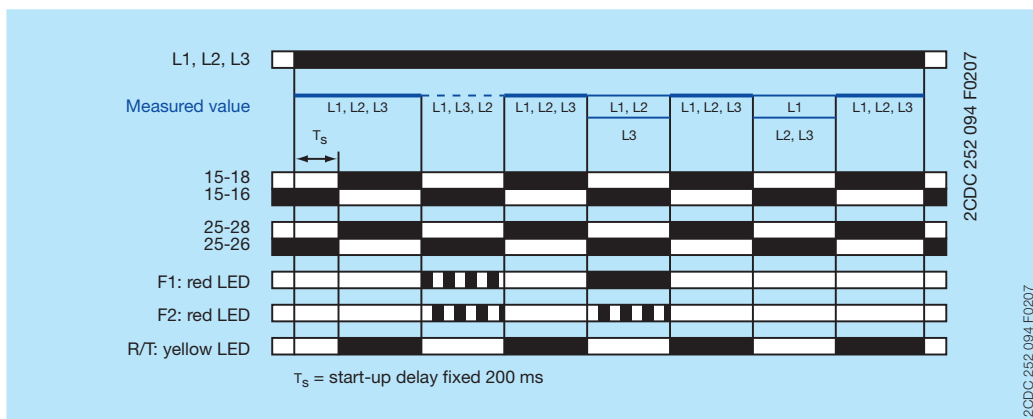 L1, L2, L3
Measured value
L1, L2, L3
L1, L3, L2
L1, L2, L3
L1, L2
L1, L2, L3
L1
L1, L2, L3
L3
L2, L3
Ts
15-18
15-16
25-28
25-26
F1: red LED
F2: red LED
R/T: yellow LED
Ts = start-up delay fixed 200 ms
2CDC 252 094 F0207
2CDC 252 094 F0207